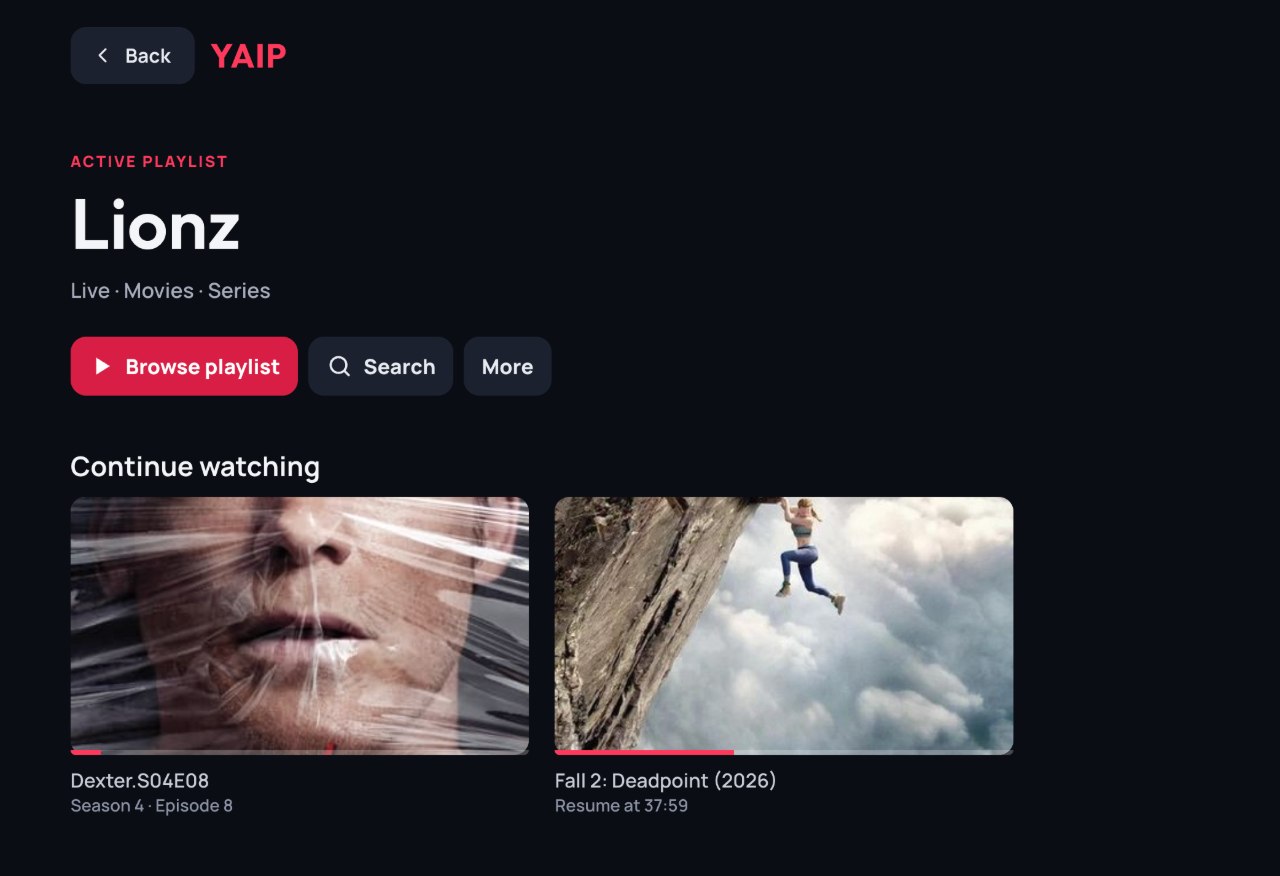 Back
YAIP
ACTIVE PLAYLIST
Lionz
Live · Movies · Series
Browse playlist
Search
More
Continue watching
Dexter.S04E08
Season 4 · Episode 8
Fall 2: Deadpoint (2026)
Resume at 37:59